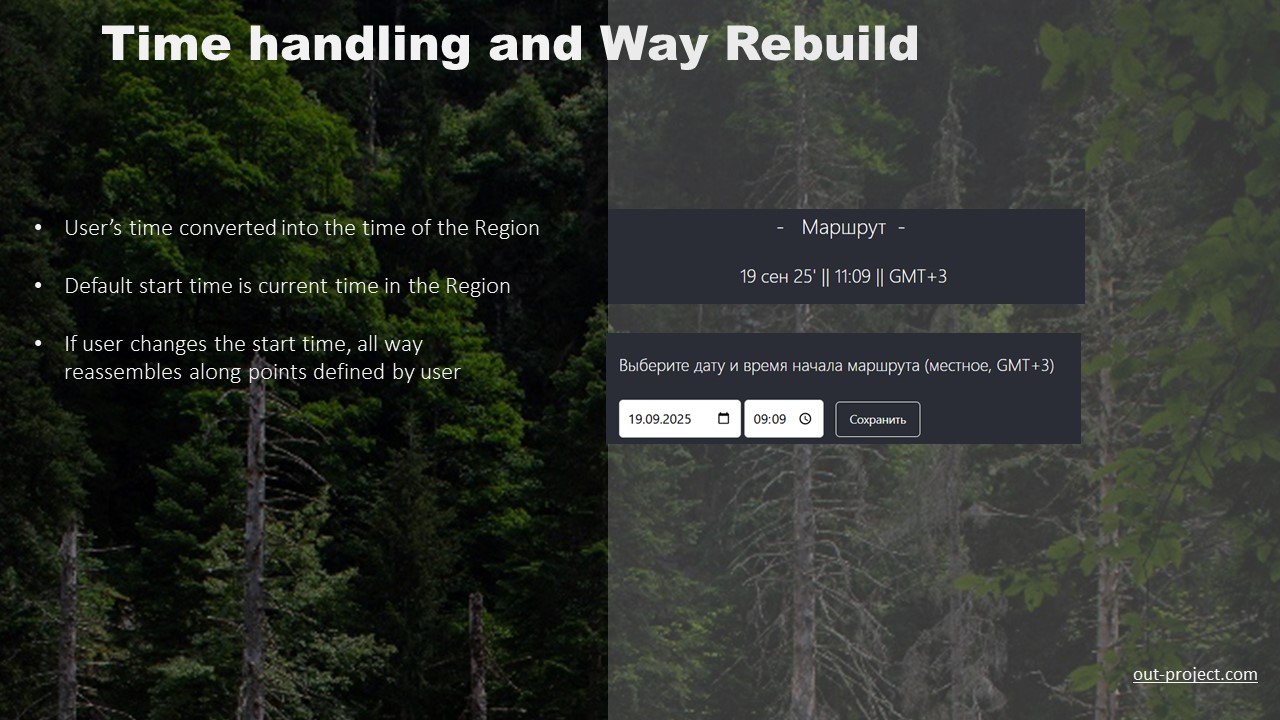 Time handling and Way Rebuild
• User’s time converted into the time of the Region
• Default start time is current time in the Region
• If user changes the start time, all way
reassembles along points defined by user
- Маршрут -
19 сен 25' || 11:09 || GMT+3
Выберите дату и время начала маршрута (местное, GMT+3)
19.09.2025 09:09 Сохранить
out-project.com